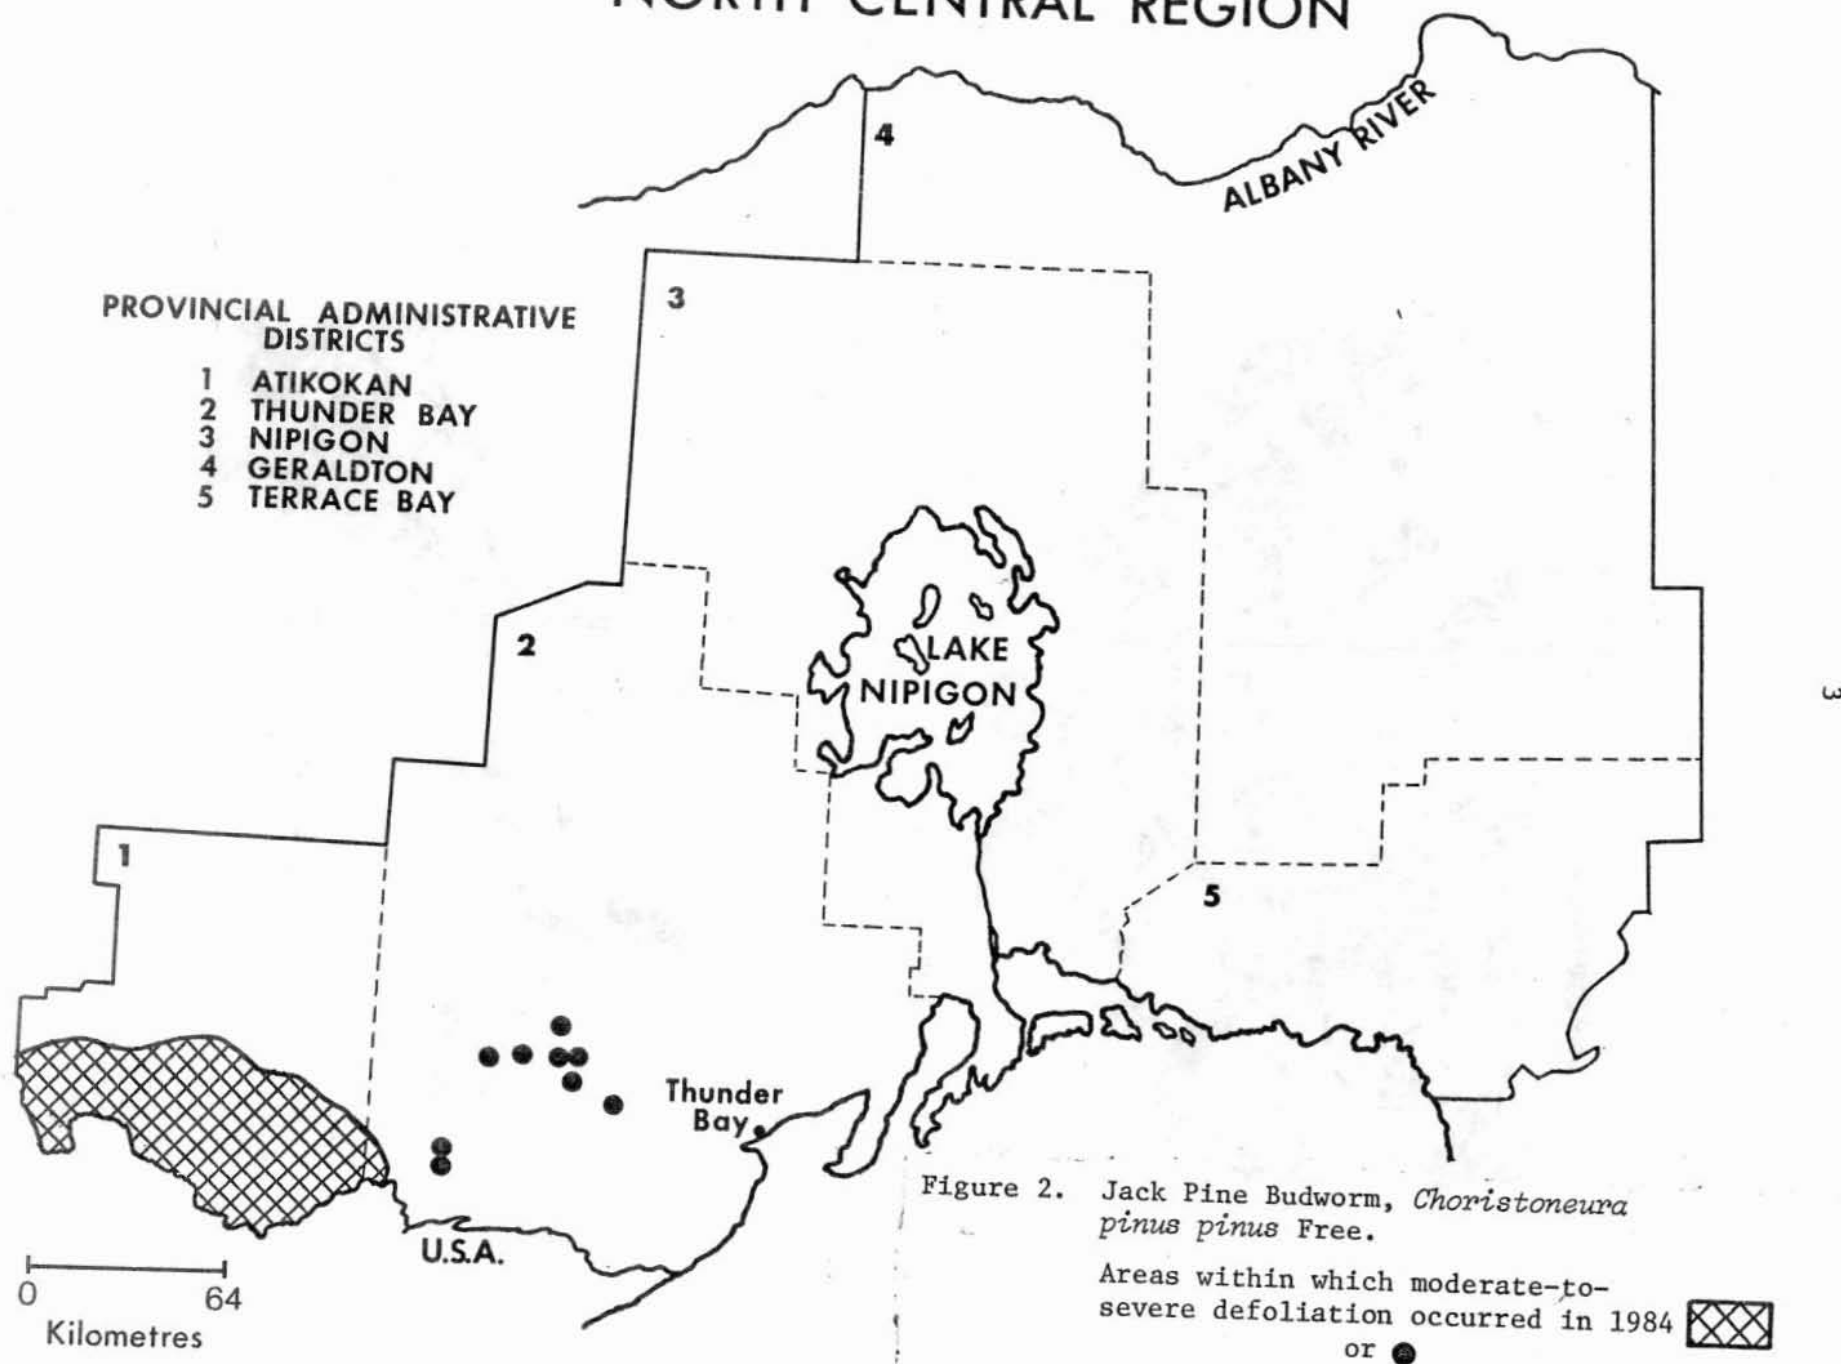 NORTH CENTRAL REGION
4
ALBANY RIVER
3
PROVINCIAL ADMINISTRATIVE
DISTRICTS
1 ATIKOKAN
2 THUNDER BAY
3 NIPIGON
4 GERALDTON
5 TERRACE BAY
2
LAKE
NIPIGON
3
1
5
Thunder
Bay
U.S.A.
0 64
Kilometres
Figure 2. Jack Pine Budworm, Choristoneura
pinus pinus Free.
Areas within which moderate-to-
severe defoliation occurred in 1984
or